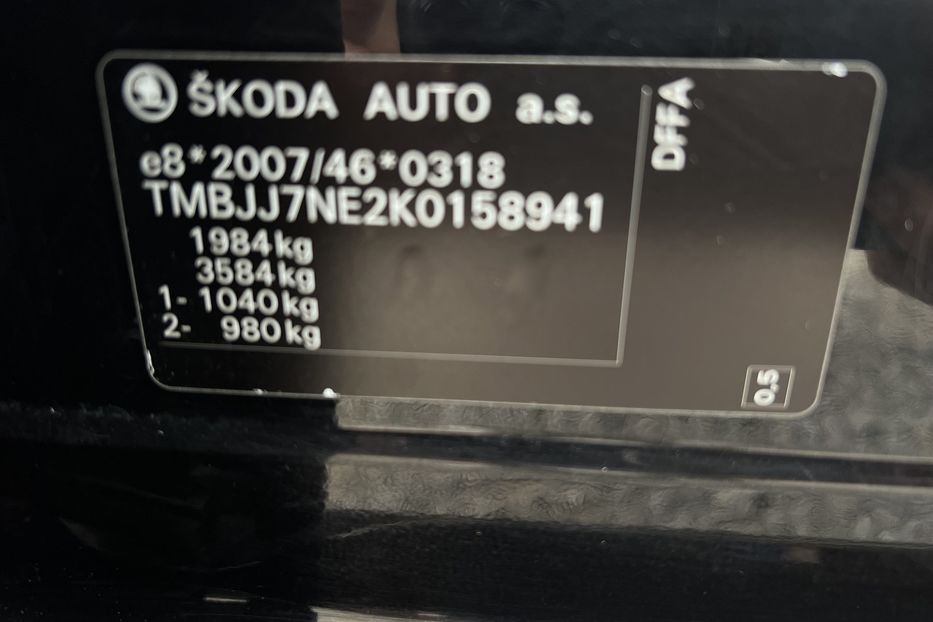 ŠKODA AUTO a.s.
e8*2007/46*0318
TMBJJ7NE2K0158941
1984kg
3584kg
1- 1040kg
2- 980kg
DFFA
0.5